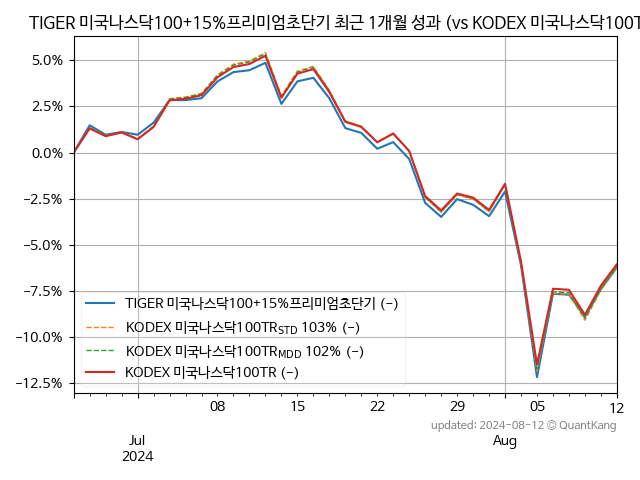 TIGER 미국나스닥100+15%프리미엄초단기 최근 1개월 성과 (vs KODEX 미국나스닥100T
5.0%
2.5%
0.0%
−2.5%
−5.0%
−7.5%
−10.0%
−12.5%
TIGER 미국나스닥100+15%프리미엄초단기 (-)
KODEX 미국나스닥100TRSTD 103% (-)
KODEX 미국나스닥100TRMDD 102% (-)
KODEX 미국나스닥100TR (-)
08 15 22 29 05 12
Jul Aug
2024
updated: 2024-08-12 © QuantKang